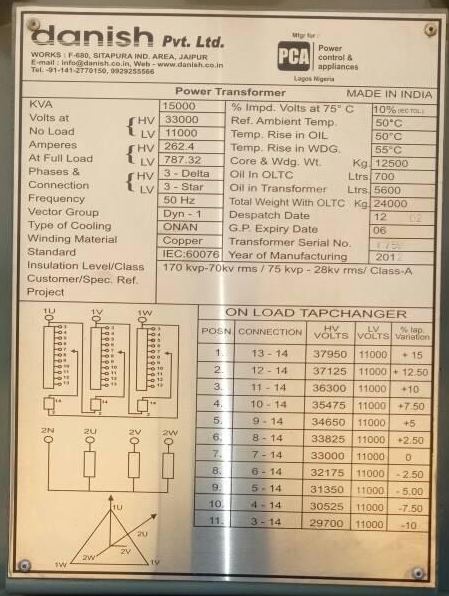 danish Pvt. Ltd.
WORKS : F-680, SITAPURA IND. AREA, JAIPUR
E-mail : info@danish.co.in, Web - www.danish.co.in
Tel. -91-141-2770150, 9929255566
Mfgr for
PCA Power control & appliances
Lagos Nigeria
Power Transformer MADE IN INDIA
KVA 15000
Volts at No Load HV 33000
LV 11000
Amperes At Full Load HV 262.4
LV 787.32
Phases & Connection HV 3 - Delta
LV 3 - Star
Frequency 50 Hz
Vector Group Dyn - 1
Type of Cooling ONAN
Winding Material Copper
Standard IEC:60076
Insulation Level/Class 170 kvp-70kv rms / 75 kvp - 28kv rms/ Class-A
Customer/Spec. Ref.
Project
% Impd. Volts at 75° C 10% (IEC TOL.)
Ref. Ambient Temp. 50°C
Temp. Rise in OIL 50°C
Temp. Rise in WDG. 55°C
Core & Wdg. Wt. Kg. 12500
Oil In OLTC Ltrs. 700
Oil in Transformer Ltrs. 5600
Total Weight With OLTC Kg. 24000
Despatch Date 12
G.P. Expiry Date 06
Transformer Serial No.
Year of Manufacturing
1U 1V 1W
2N 2U 2V 2W
1U
2U
2W 2V
1W 1V
ON LOAD TAPCHANGER
POSN. CONNECTION HV VOLTS LV VOLTS % lap. Variation
1. 13 - 14 37950 11000 + 15
2. 12 - 14 37125 11000 + 12.50
3. 11 - 14 36300 11000 +10
4. 10 - 14 35475 11000 +7.50
5. 9 - 14 34650 11000 +5
6. 8 - 14 33825 11000 +2.50
7. 7 - 14 33000 11000 0
8. 6 - 14 32175 11000 - 2.50
9. 5 - 14 31350 11000 - 5.00
10. 4 - 14 30525 11000 -7.50
11. 3 - 14 29700 11000 -10